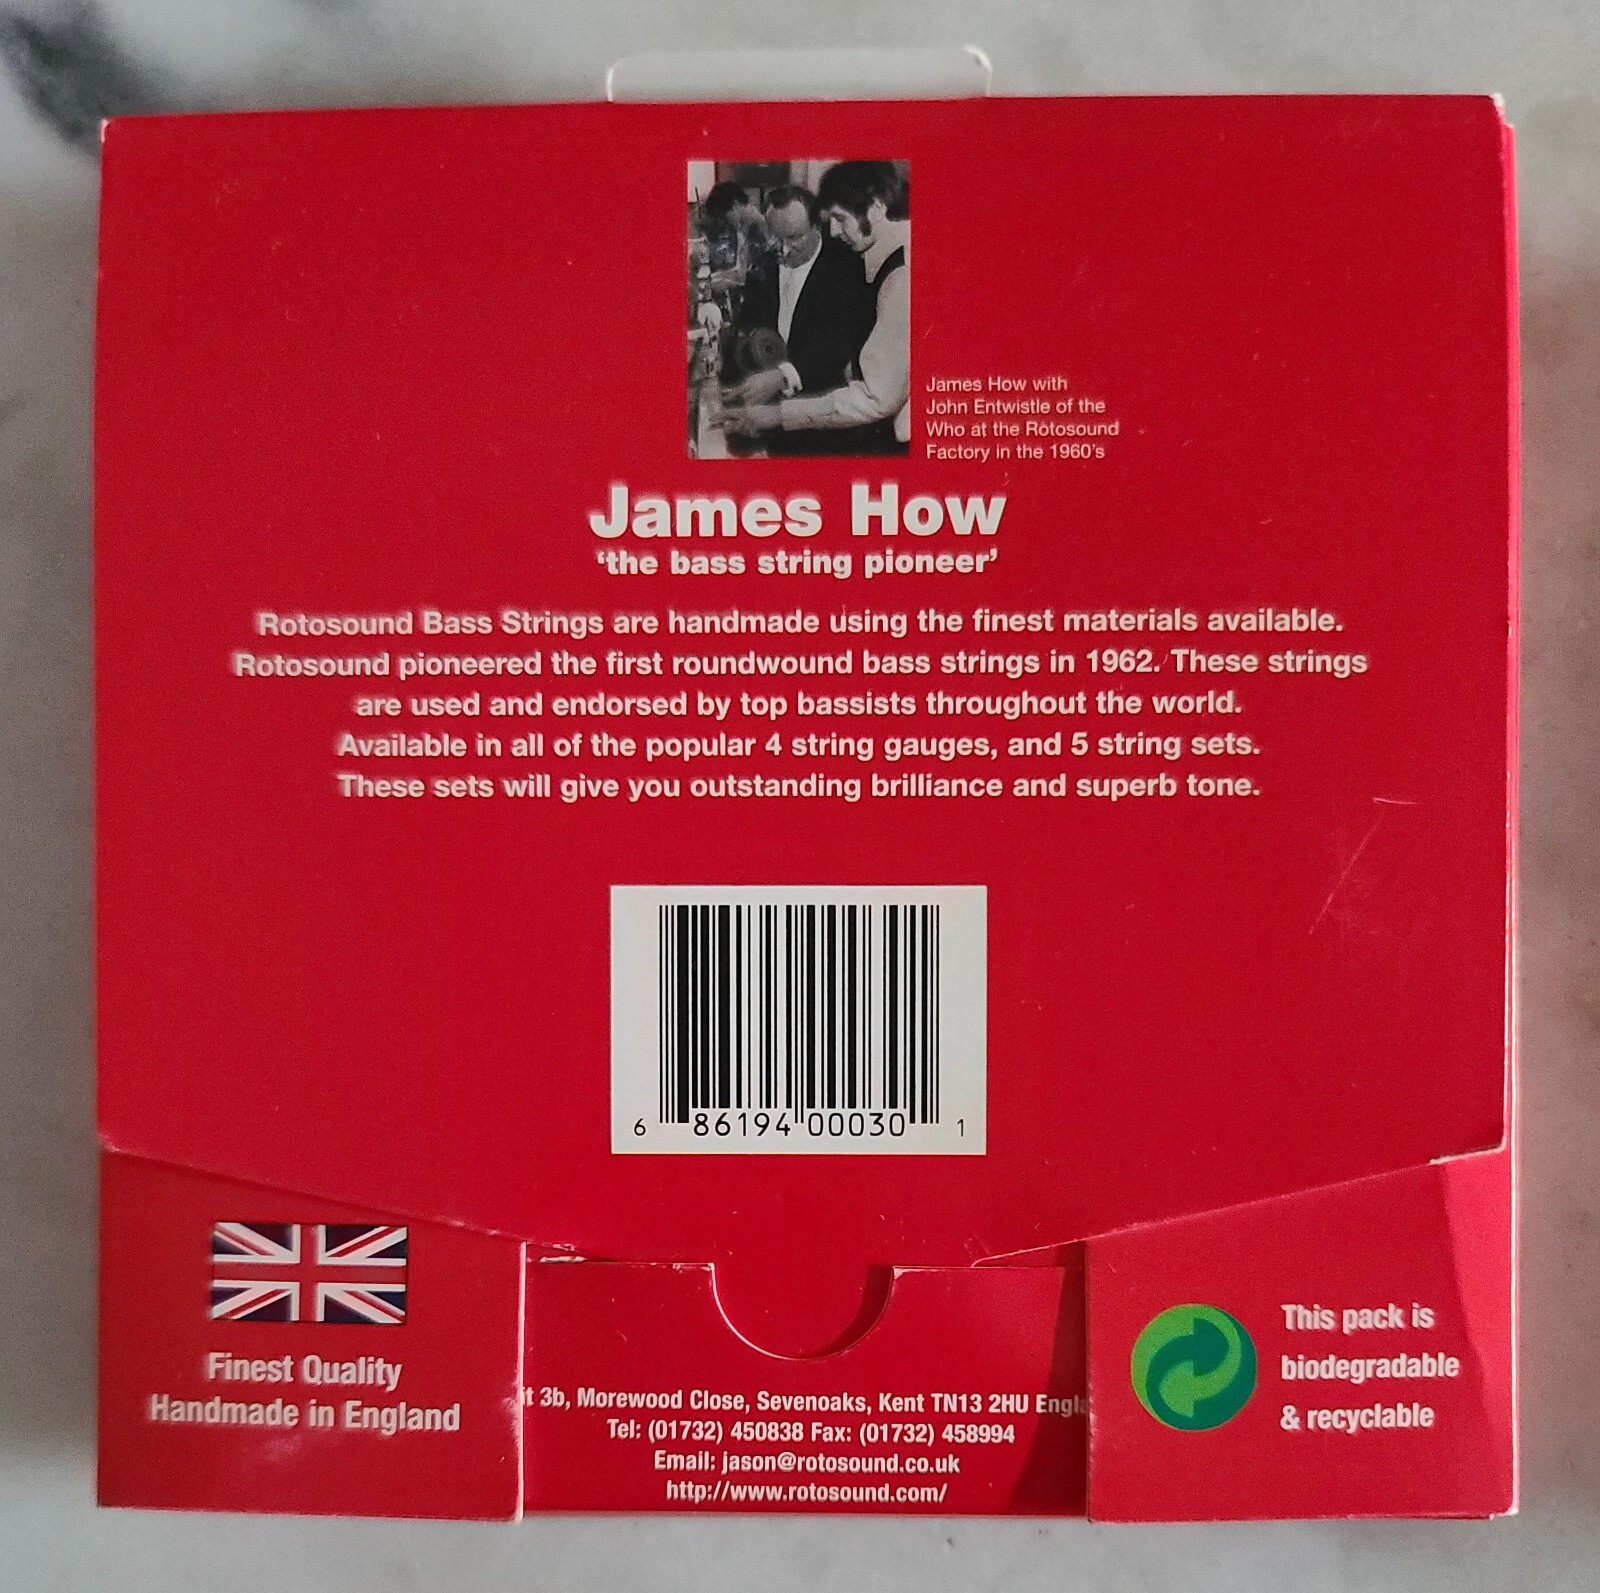 James How with
John Entwistle of the
Who at the Rotosound
Factory in the 1960's
James How
‘the bass string pioneer’
Rotosound Bass Strings are handmade using the finest materials available.
Rotosound pioneered the first roundwound bass strings in 1962. These strings
are used and endorsed by top bassists throughout the world.
Available in all of the popular 4 string gauges, and 5 string sets.
These sets will give you outstanding brilliance and superb tone.
6 86194 00030 1
Finest Quality
Handmade in England
3b, Morewood Close, Sevenoaks, Kent TN13 2HU
Tel: (01732) 450838 Fax: (01732) 458994
Email: jason@rotosound.co.uk
http://www.rotosound.com/
This pack is
biodegradable
& recyclable